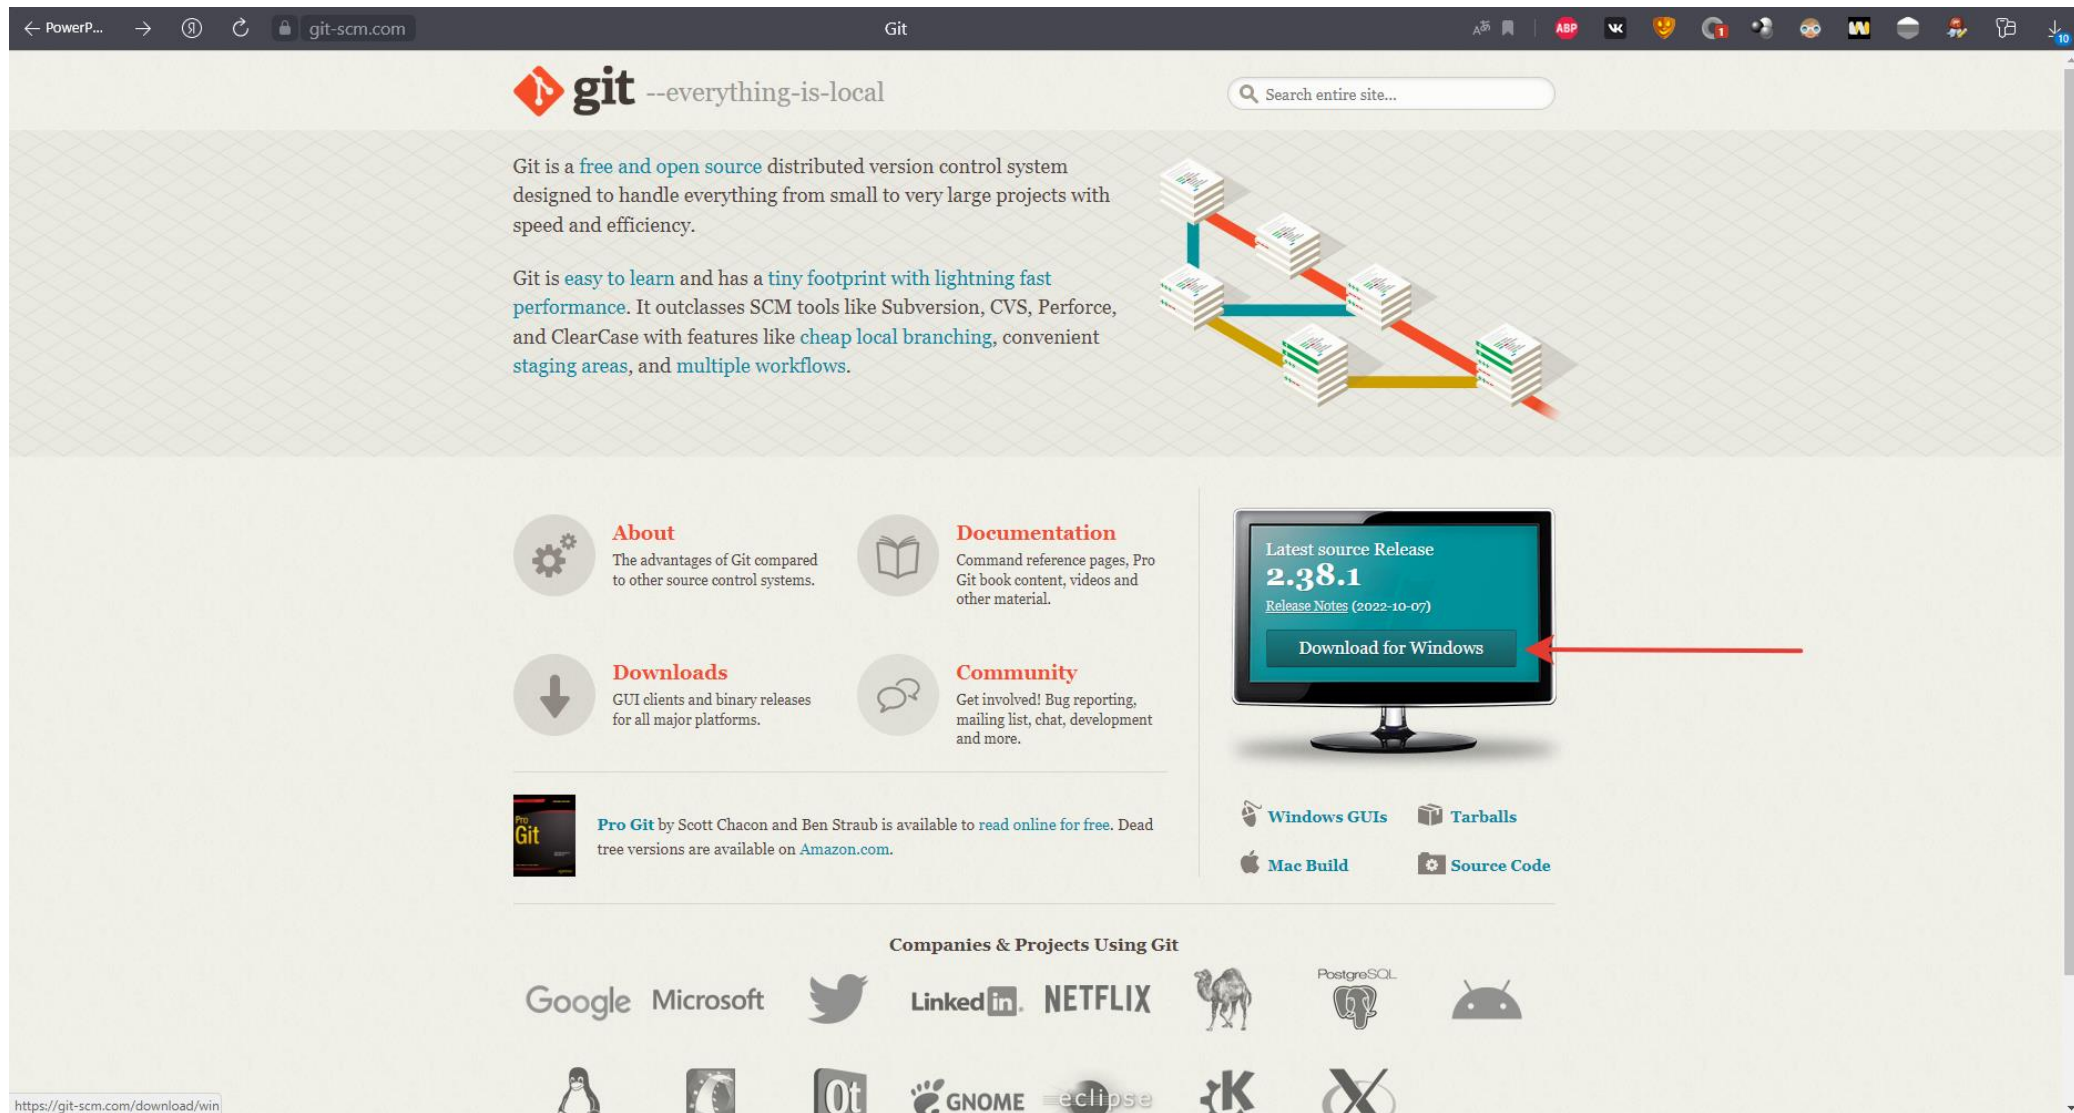 PowerP...
git-scm.com
Git
ABP
1
10
git --everything-is-local
Search entire site...
Git is a free and open source distributed version control system
designed to handle everything from small to very large projects with
speed and efficiency.
Git is easy to learn and has a tiny footprint with lightning fast
performance. It outclasses SCM tools like Subversion, CVS, Perforce,
and ClearCase with features like cheap local branching, convenient
staging areas, and multiple workflows.
About
The advantages of Git compared
to other source control systems.
Documentation
Command reference pages, Pro
Git book content, videos and
other material.
Downloads
GUI clients and binary releases
for all major platforms.
Community
Get involved! Bug reporting,
mailing list, chat, development
and more.
Latest source Release
2.38.1
Release Notes (2022-10-07)
Download for Windows
Pro
Git
Pro Git by Scott Chacon and Ben Straub is available to read online for free. Dead
tree versions are available on Amazon.com.
Windows GUIs
Tarballs
Mac Build
Source Code
Companies & Projects Using Git
Google
Microsoft
Linked in.
NETFLIX
PostgreSQL
Qt
GNOME
eclipse
K
X
https://git-scm.com/download/win